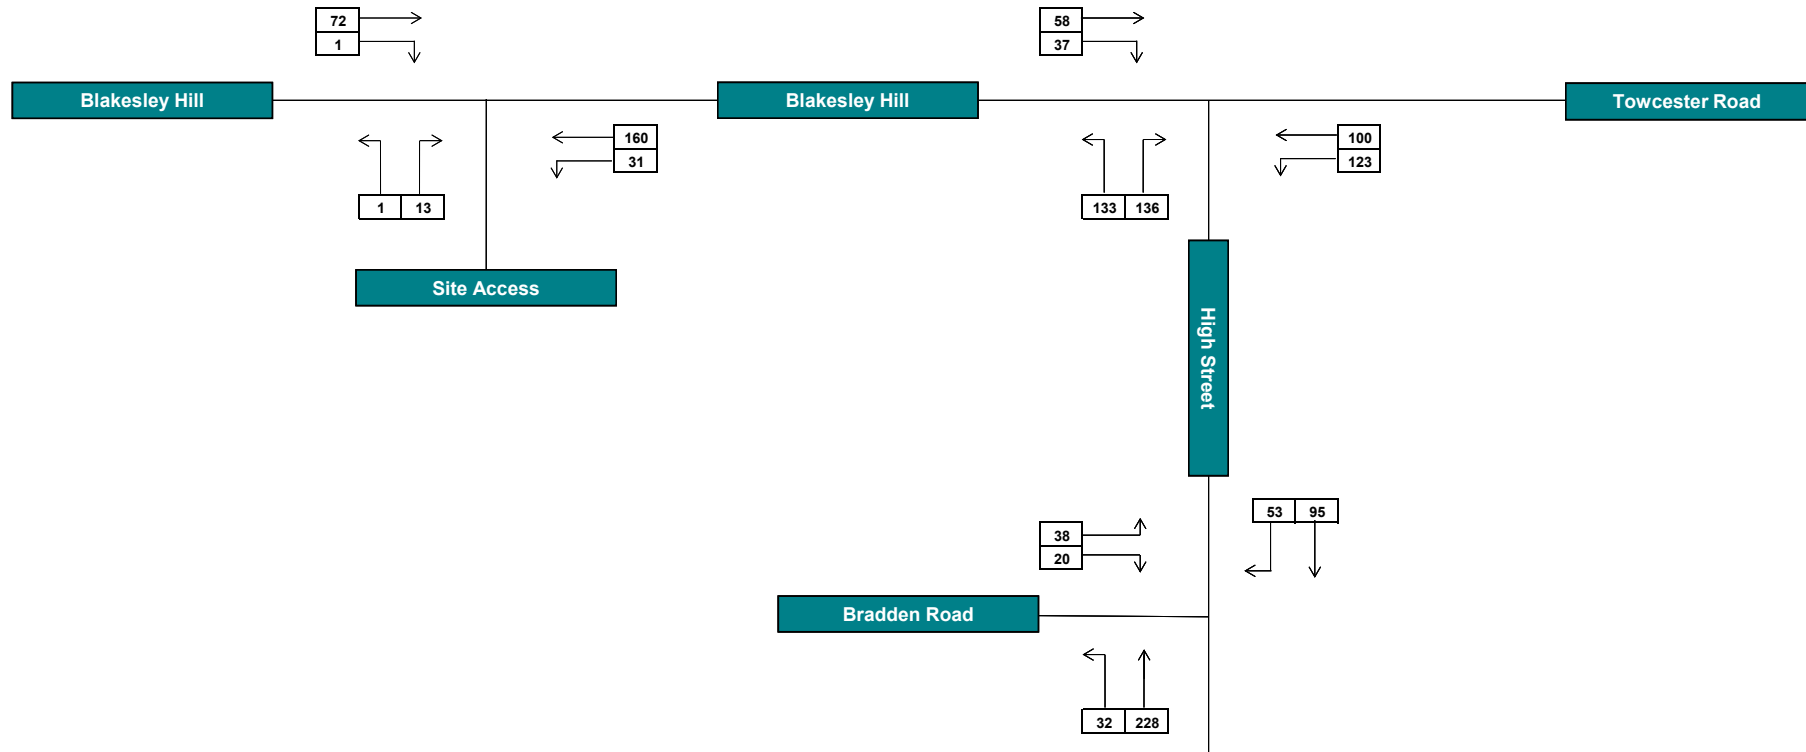 72
1
58
37
Blakesley Hill
Blakesley Hill
Towcester Road
160
31
100
123
1 13
133 136
Site Access
High Street
53 95
38
20
Bradden Road
32 228